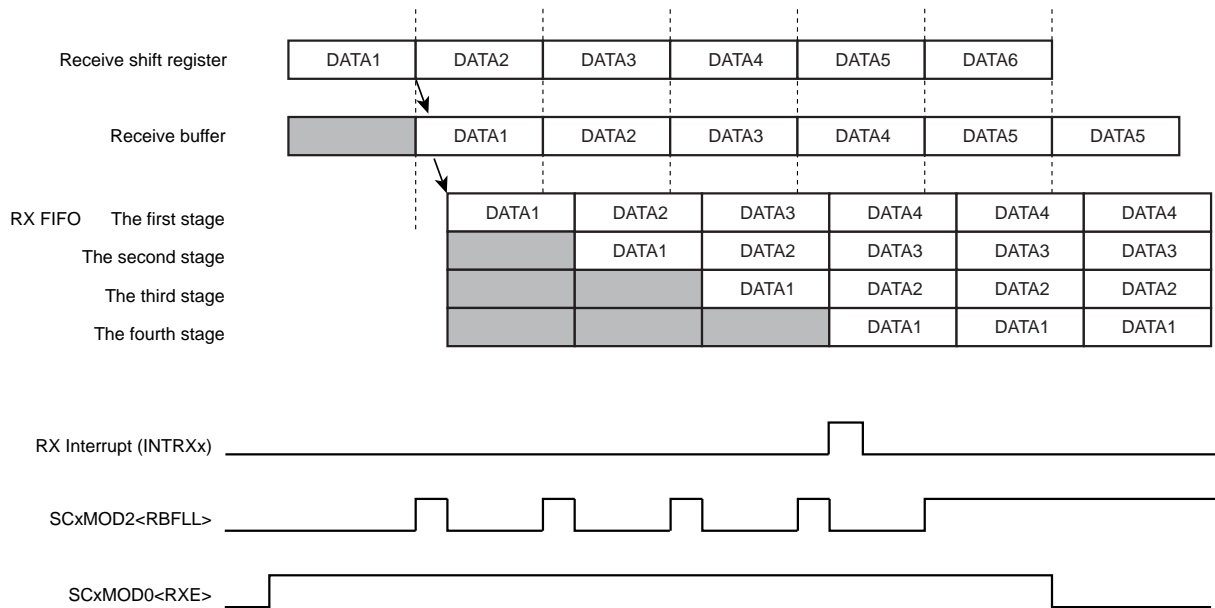 Receive shift register DATA1 DATA2 DATA3 DATA4 DATA5 DATA6
Receive buffer DATA1 DATA2 DATA3 DATA4 DATA5 DATA5
RX FIFO The first stage DATA1 DATA2 DATA3 DATA4 DATA4 DATA4
The second stage DATA1 DATA2 DATA3 DATA3 DATA3
The third stage DATA1 DATA2 DATA2 DATA2
The fourth stage DATA1 DATA1 DATA1
RX Interrupt (INTRXx)
SCxMOD2<RBFLL>
SCxMOD0<RXE>